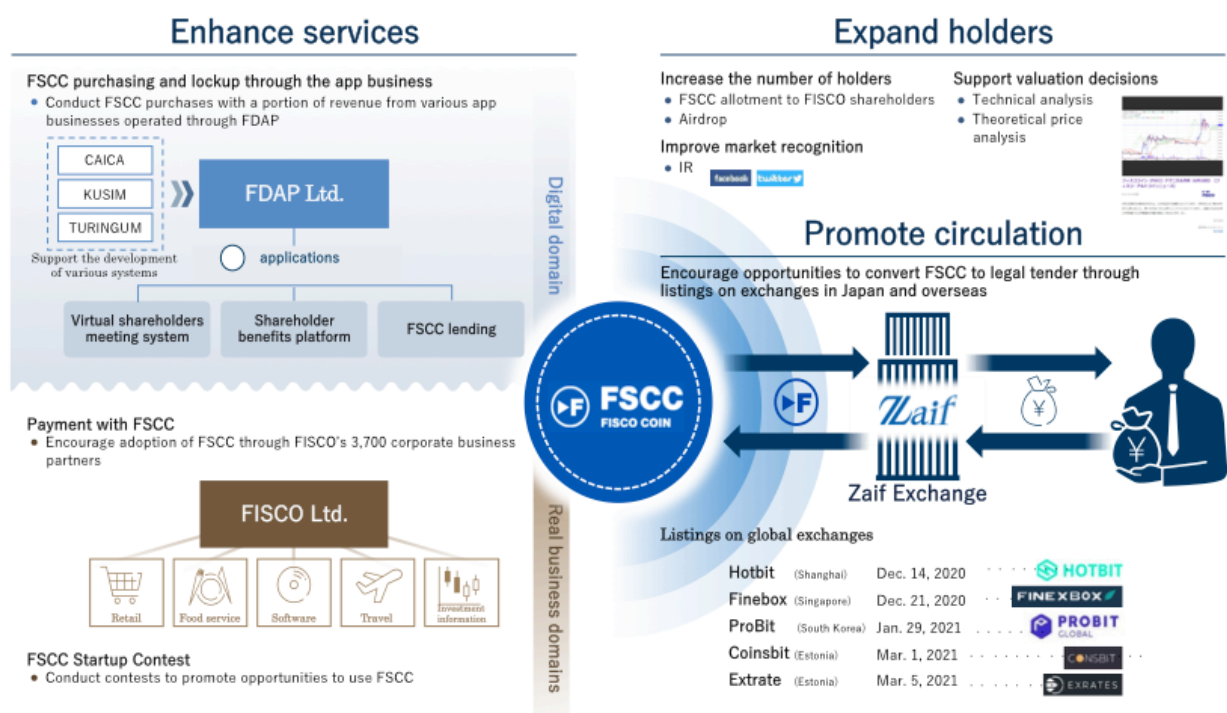 Enhance services
FSCC purchasing and lockup through the app business
• Conduct FSCC purchases with a portion of revenue from various app
businesses operated through FDAP
CAICA
KUSIM
TURINGUM
Support the development
of various systems
FDAP Ltd.
applications
Virtual shareholders
meeting system
Shareholder
benefits platform
FSCC lending
Digital domain
Payment with FSCC
• Encourage adoption of FSCC through FISCO's 3,700 corporate business
partners
FISCO Ltd.
Retail
Food service
Software
Travel
Investment
information
Real business domains
FSCC Startup Contest
• Conduct contests to promote opportunities to use FSCC
F FSCC
FISCO COIN
Expand holders
Increase the number of holders
• FSCC allotment to FISCO shareholders
• Airdrop
Improve market recognition
• IR
facebook
twitter
Support valuation decisions
• Technical analysis
• Theoretical price
analysis
Promote circulation
Encourage opportunities to convert FSCC to legal tender through
listings on exchanges in Japan and overseas
F
Zaif
¥
¥
Zaif Exchange
Listings on global exchanges
Hotbit (Shanghai) Dec. 14, 2020 HOTBIT
Finebox (Singapore) Dec. 21, 2020 FINEXBOX
ProBit (South Korea) Jan. 29, 2021 PROBIT
GLOBAL
Coinsbit (Estonia) Mar. 1, 2021 CONSBIT
Extrate (Estonia) Mar. 5, 2021 EXRATES